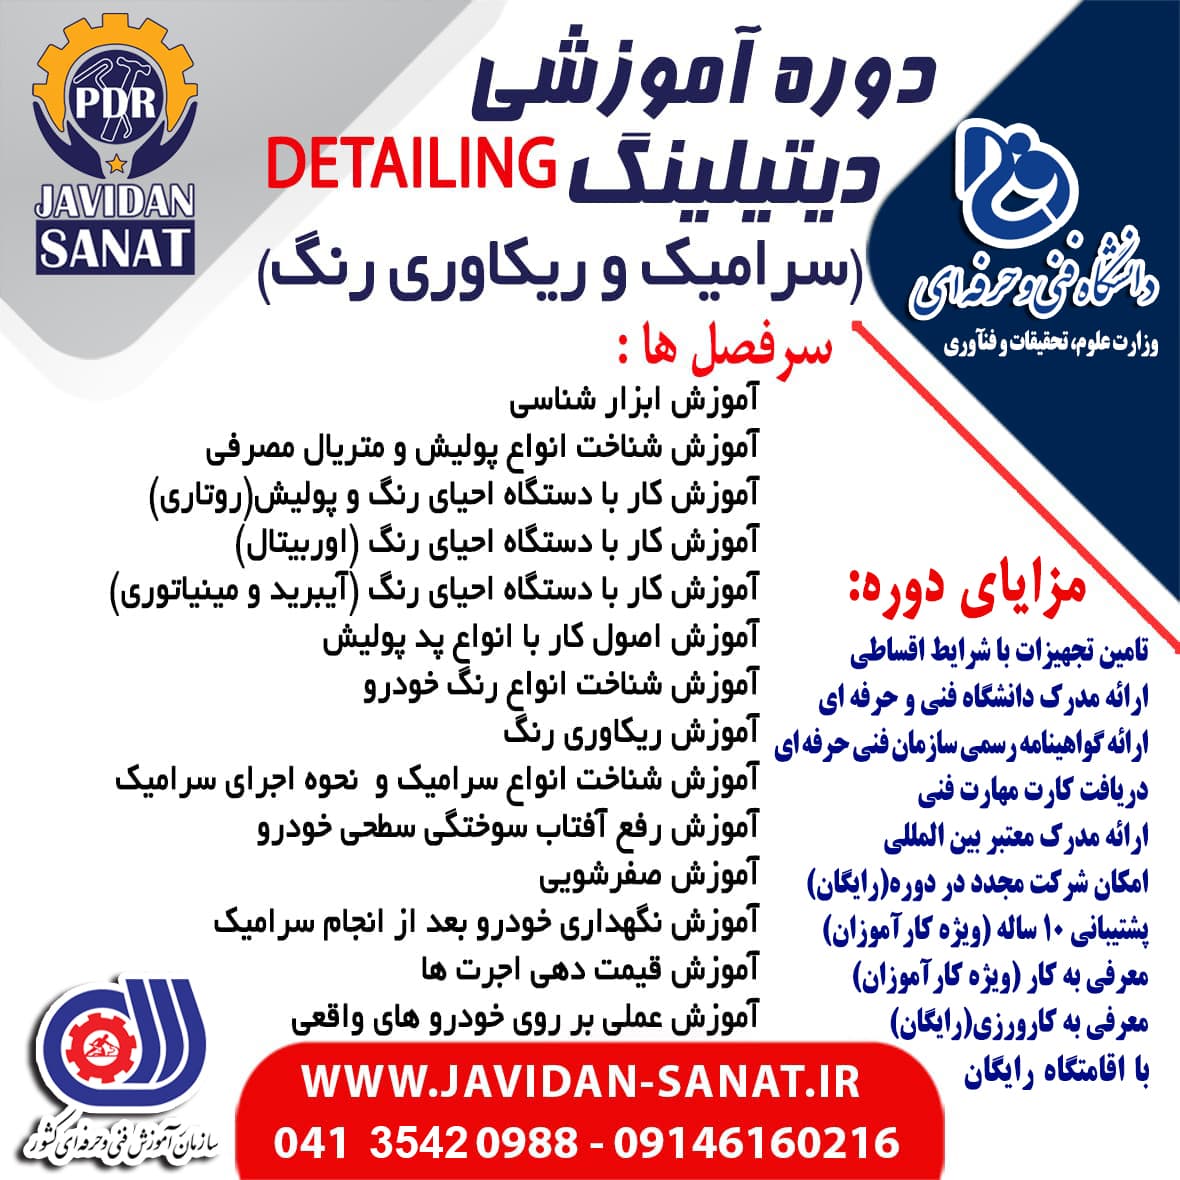 PDR
JAVIDAN
SANAT
دوره آموزشی
دیتیلینگ DETAILING
(سرامیک و ریکاوری رنگ)
دانشگاه فنی و حرفه‌ای
وزارت علوم، تحقیقات و فنآوری
سرفصل ها :
آموزش ابزار شناسی
آموزش شناخت انواع پولیش و متریال مصرفی
آموزش کار با دستگاه احیای رنگ و پولیش(روتاری)
آموزش کار با دستگاه احیای رنگ (اوربیتال)
آموزش کار با دستگاه احیای رنگ (آیبرید و مینیاتوری)
آموزش اصول کار با انواع پد پولیش
آموزش شناخت انواع رنگ خودرو
آموزش ریکاوری رنگ
آموزش شناخت انواع سرامیک و نحوه اجرای سرامیک
آموزش رفع آفتاب سوختگی سطحی خودرو
آموزش صفرشویی
آموزش نگهداری خودرو بعد از انجام سرامیک
آموزش قیمت دهی اجرت ها
آموزش عملی بر روی خودرو های واقعی
مزایای دوره:
تامین تجهیزات با شرایط اقساطی
ارائه مدرک دانشگاه فنی و حرفه ای
ارائه گواهینامه رسمی سازمان فنی حرفه ای
دریافت کارت مهارت فنی
ارائه مدرک معتبر بین المللی
امکان شرکت مجدد در دوره(رایگان)
پشتیبانی ۱۰ ساله (ویژه کارآموزان)
معرفی به کار (ویژه کارآموزان)
معرفی به کارورزی(رایگان)
با اقامتگاه رایگان
سازمان آموزش فنی و حرفه‌ای کشور
WWW.JAVIDAN-SANAT.IR
041 35420988 - 09146160216